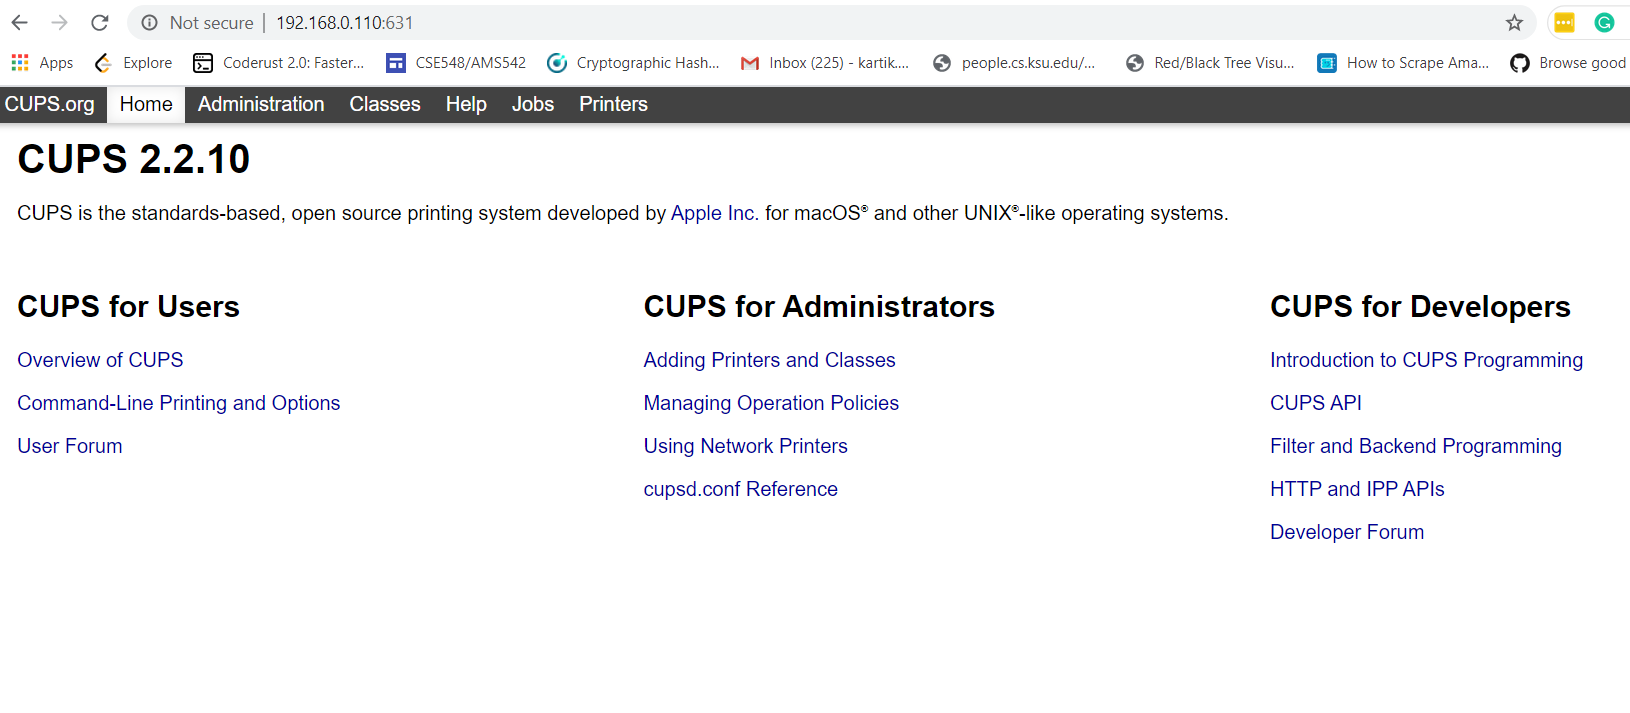 Not secure | 192.168.0.110:631
Apps Explore Coderust 2.0: Faster... CSE548/AMS542 Cryptographic Hash... Inbox (225) - kartik.... people.cs.ksu.edu/... Red/Black Tree Visu... How to Scrape Ama... Browse good
CUPS.org Home Administration Classes Help Jobs Printers
CUPS 2.2.10
CUPS is the standards-based, open source printing system developed by Apple Inc. for macOS® and other UNIX®-like operating systems.
CUPS for Users
Overview of CUPS
Command-Line Printing and Options
User Forum
CUPS for Administrators
Adding Printers and Classes
Managing Operation Policies
Using Network Printers
cupsd.conf Reference
CUPS for Developers
Introduction to CUPS Programming
CUPS API
Filter and Backend Programming
HTTP and IPP APIs
Developer Forum